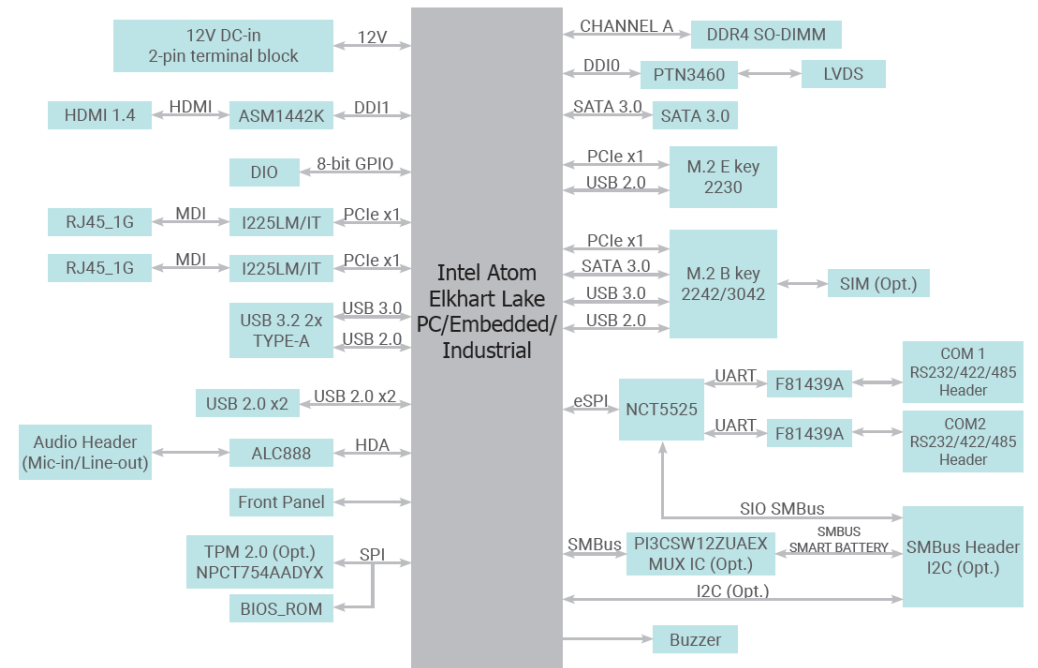 12V DC-in
2-pin terminal block
12V
HDMI 1.4
HDMI
ASM1442K
DDI1
DIO
8-bit GPIO
RJ45_1G
MDI
I225LM/IT
PCIe x1
RJ45_1G
MDI
I225LM/IT
PCIe x1
USB 3.2 2x
TYPE-A
USB 3.0
USB 2.0
USB 2.0 x2
USB 2.0 x2
Audio Header
(Mic-in/Line-out)
ALC888
HDA
Front Panel
TPM 2.0 (Opt.)
NPCT754AADYX
SPI
BIOS_ROM
Intel Atom
Elkhart Lake
PC/Embedded/
Industrial
CHANNEL A
DDR4 SO-DIMM
DDI0
PTN3460
LVDS
SATA 3.0
SATA 3.0
PCIe x1
USB 2.0
M.2 E key
2230
PCIe x1
SATA 3.0
USB 3.0
USB 2.0
M.2 B key
2242/3042
SIM (Opt.)
eSPI
NCT5525
UART
F81439A
COM 1
RS232/422/485
Header
UART
F81439A
COM2
RS232/422/485
Header
SIO SMBus
SMBus
PI3CSW12ZUAEX
MUX IC (Opt.)
SMBUS
SMART BATTERY
SMBus Header
I2C (Opt.)
I2C (Opt.)
Buzzer